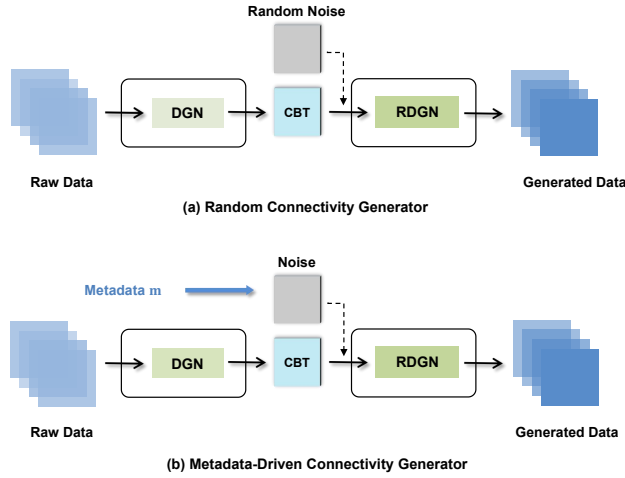 Random Noise
DGN
CBT
RDGN
Raw Data
Generated Data
(a) Random Connectivity Generator
Noise
Metadata m
DGN
CBT
RDGN
Raw Data
Generated Data
(b) Metadata-Driven Connectivity Generator